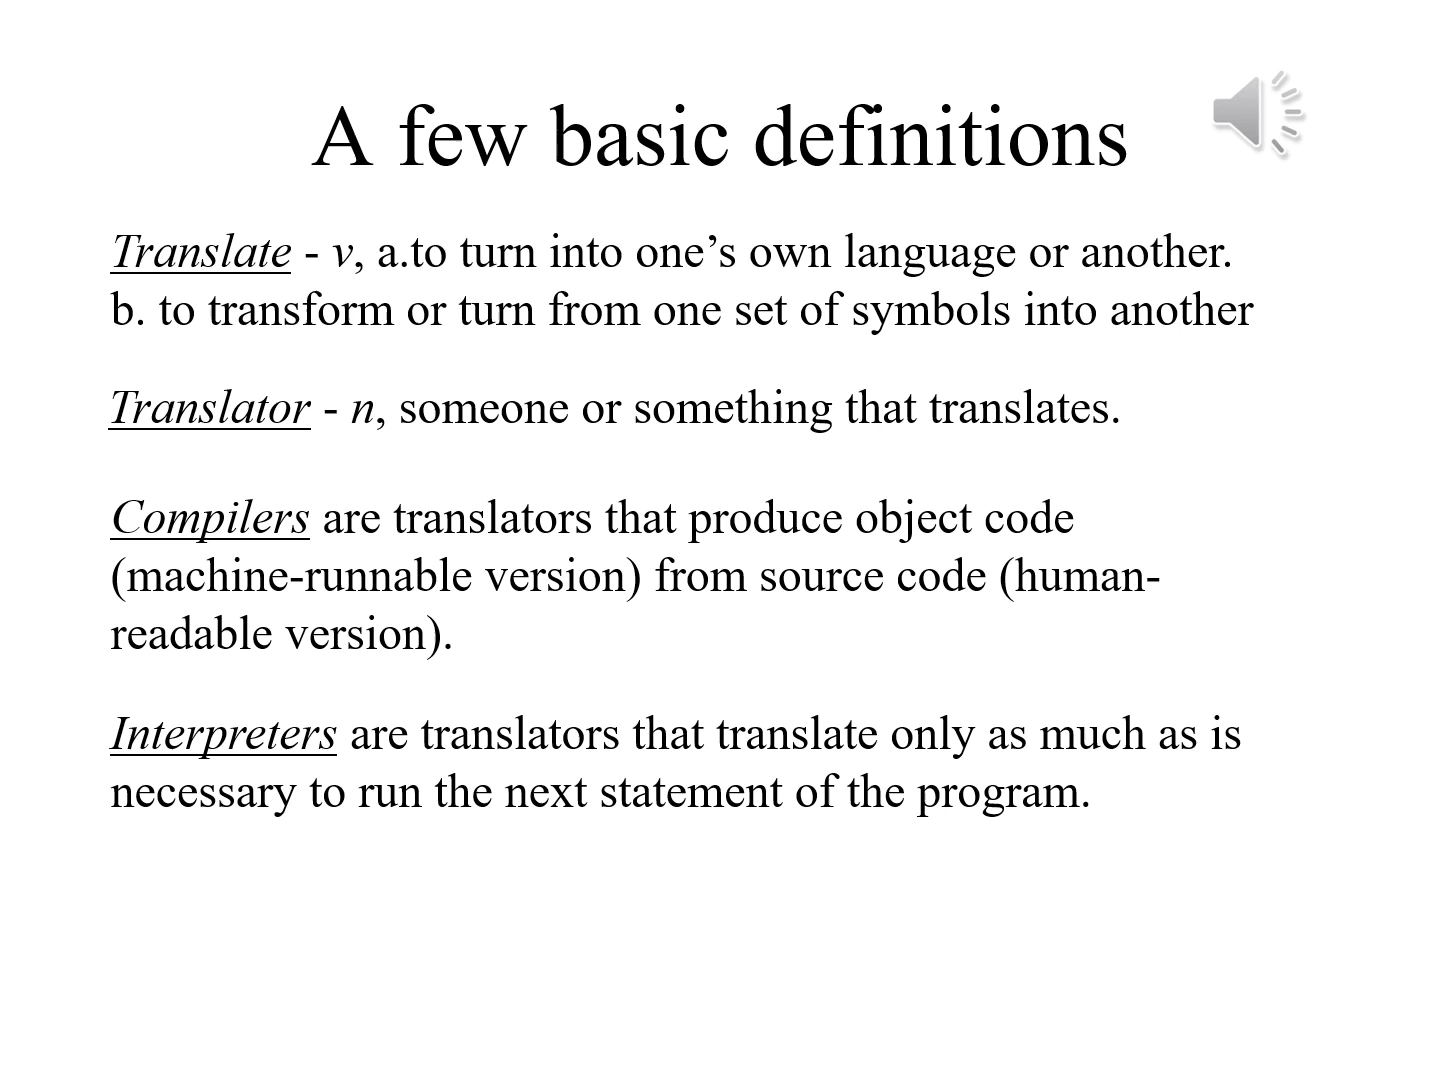 A few basic definitions
Translate - v, a.to turn into one’s own language or another.
b. to transform or turn from one set of symbols into another
Translator - n, someone or something that translates.
Compilers are translators that produce object code
(machine-runnable version) from source code (human-
readable version).
Interpreters are translators that translate only as much as is
necessary to run the next statement of the program.